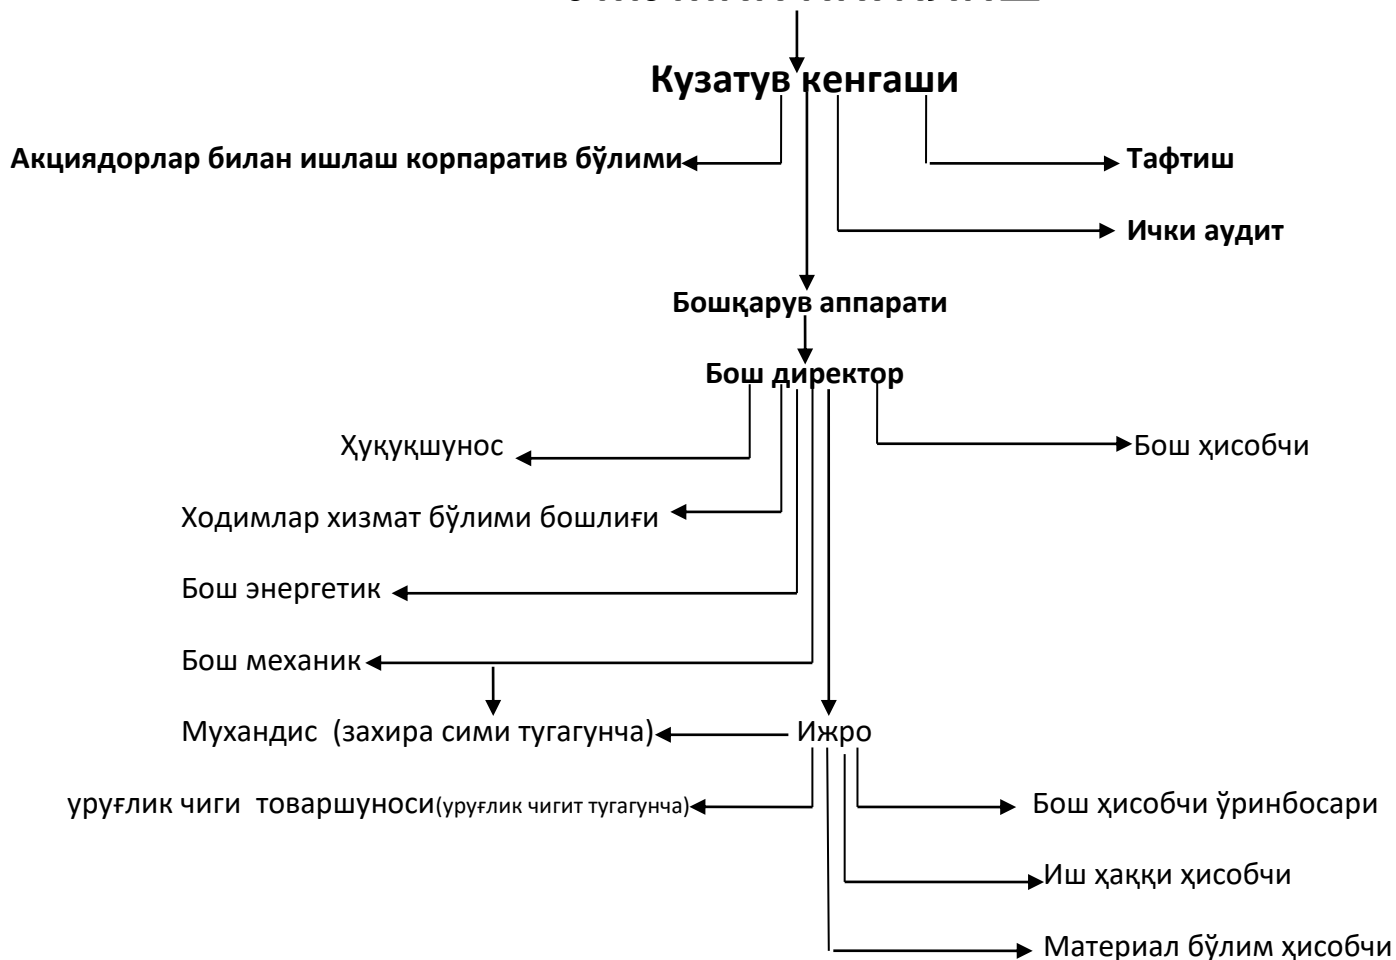 Кузатув кенгаши
Акциядорлар билан ишлаш корпаратив бўлими
Тафтиш
Ички аудит
Бошқарув аппарати
Бош директор
Ҳуқуқшунос
Бош ҳисобчи
Ходимлар хизмат бўлими бошлиғи
Бош энергетик
Бош механик
Мухандис (захира сими тугагунча)
Ижро
уруғлик чиги товаршуноси(уруғлик чигит тугагунча)
Бош ҳисобчи ўринбосари
Иш ҳаққи ҳисобчи
Материал бўлим ҳисобчи